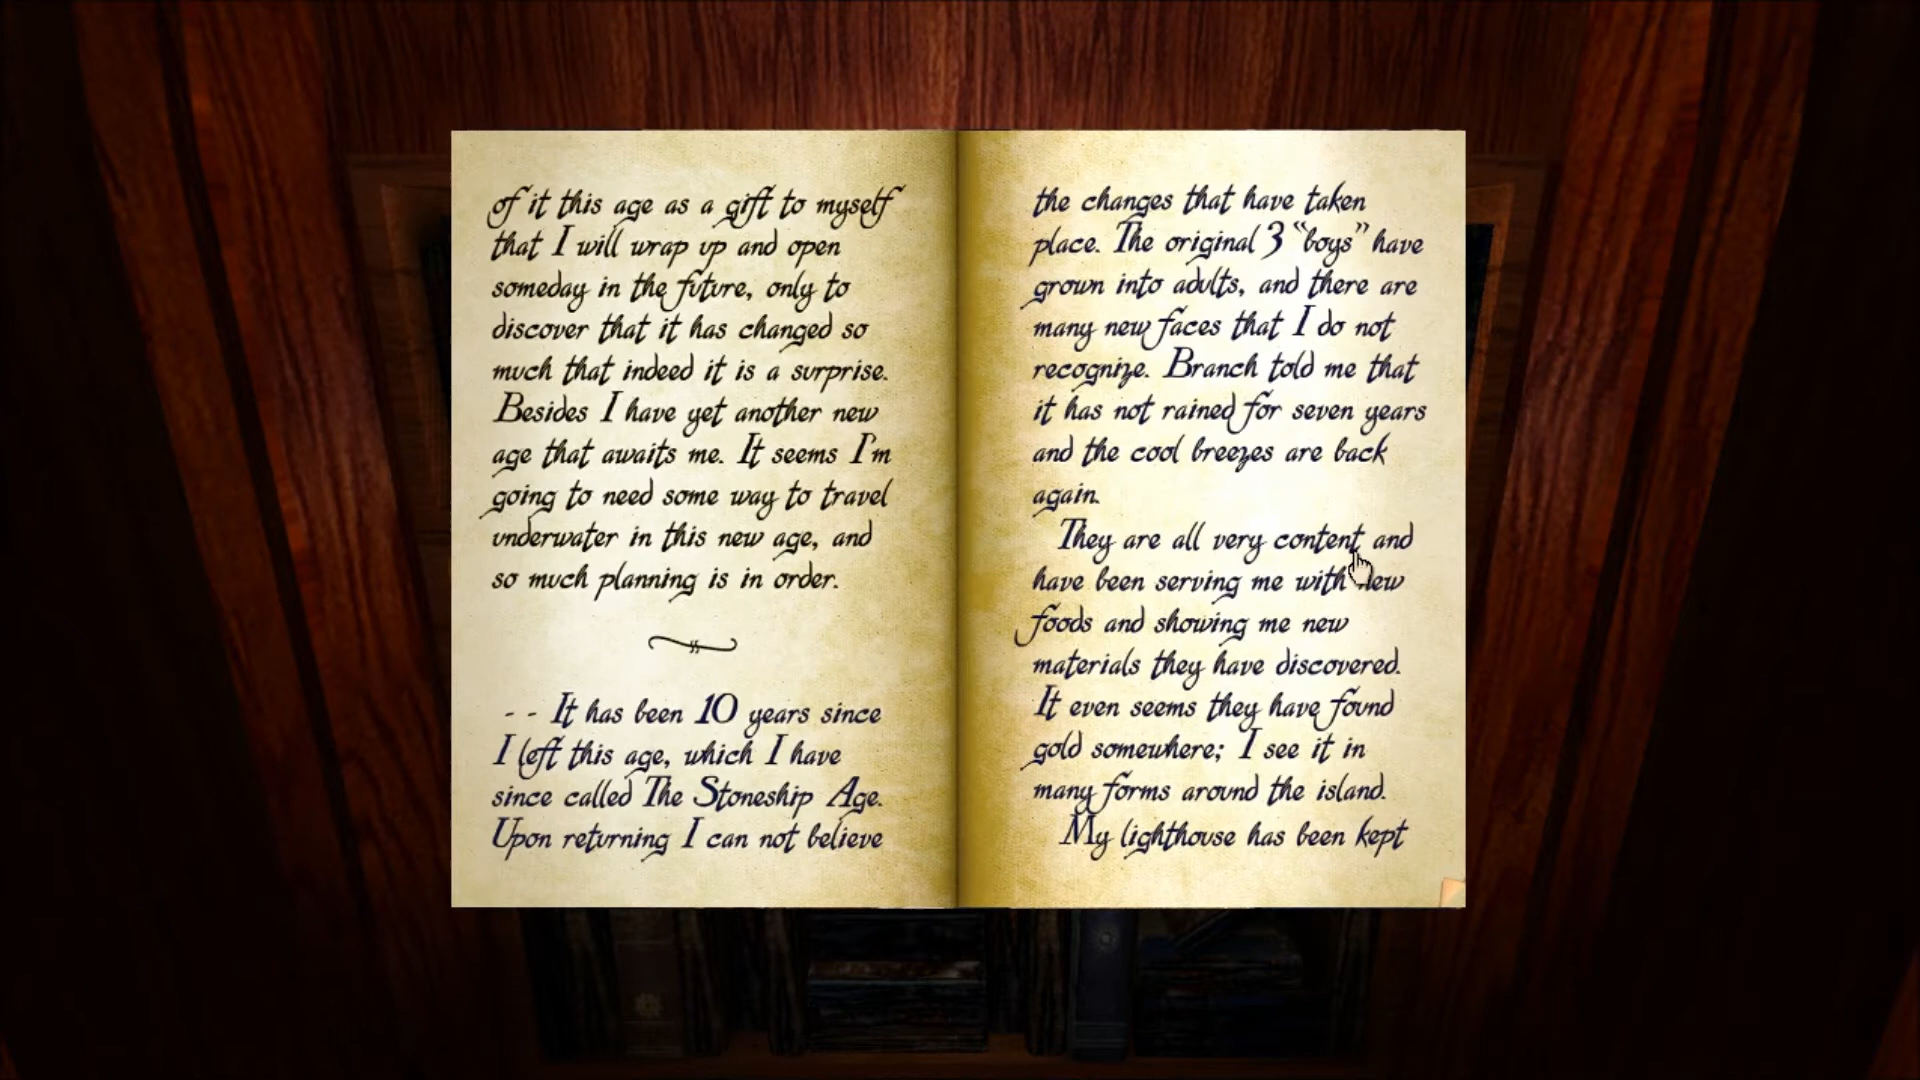 of it this age as a gift to myself
that I will wrap up and open
someday in the future, only to
discover that it has changed so
much that indeed it is a surprise.
Besides I have yet another new
age that awaits me. It seems I'm
going to need some way to travel
underwater in this new age, and
so much planning is in order.
- - It has been 10 years since
I left this age, which I have
since called The Stoneship Age.
Upon returning I can not believe
the changes that have taken
place. The original 3 "boys" have
grown into adults, and there are
many new faces that I do not
recognize. Branch told me that
it has not rained for seven years
and the cool breezes are back
again.
They are all very content and
have been serving me with new
foods and showing me new
materials they have discovered.
It even seems they have found
gold somewhere; I see it in
many forms around the island.
My lighthouse has been kept